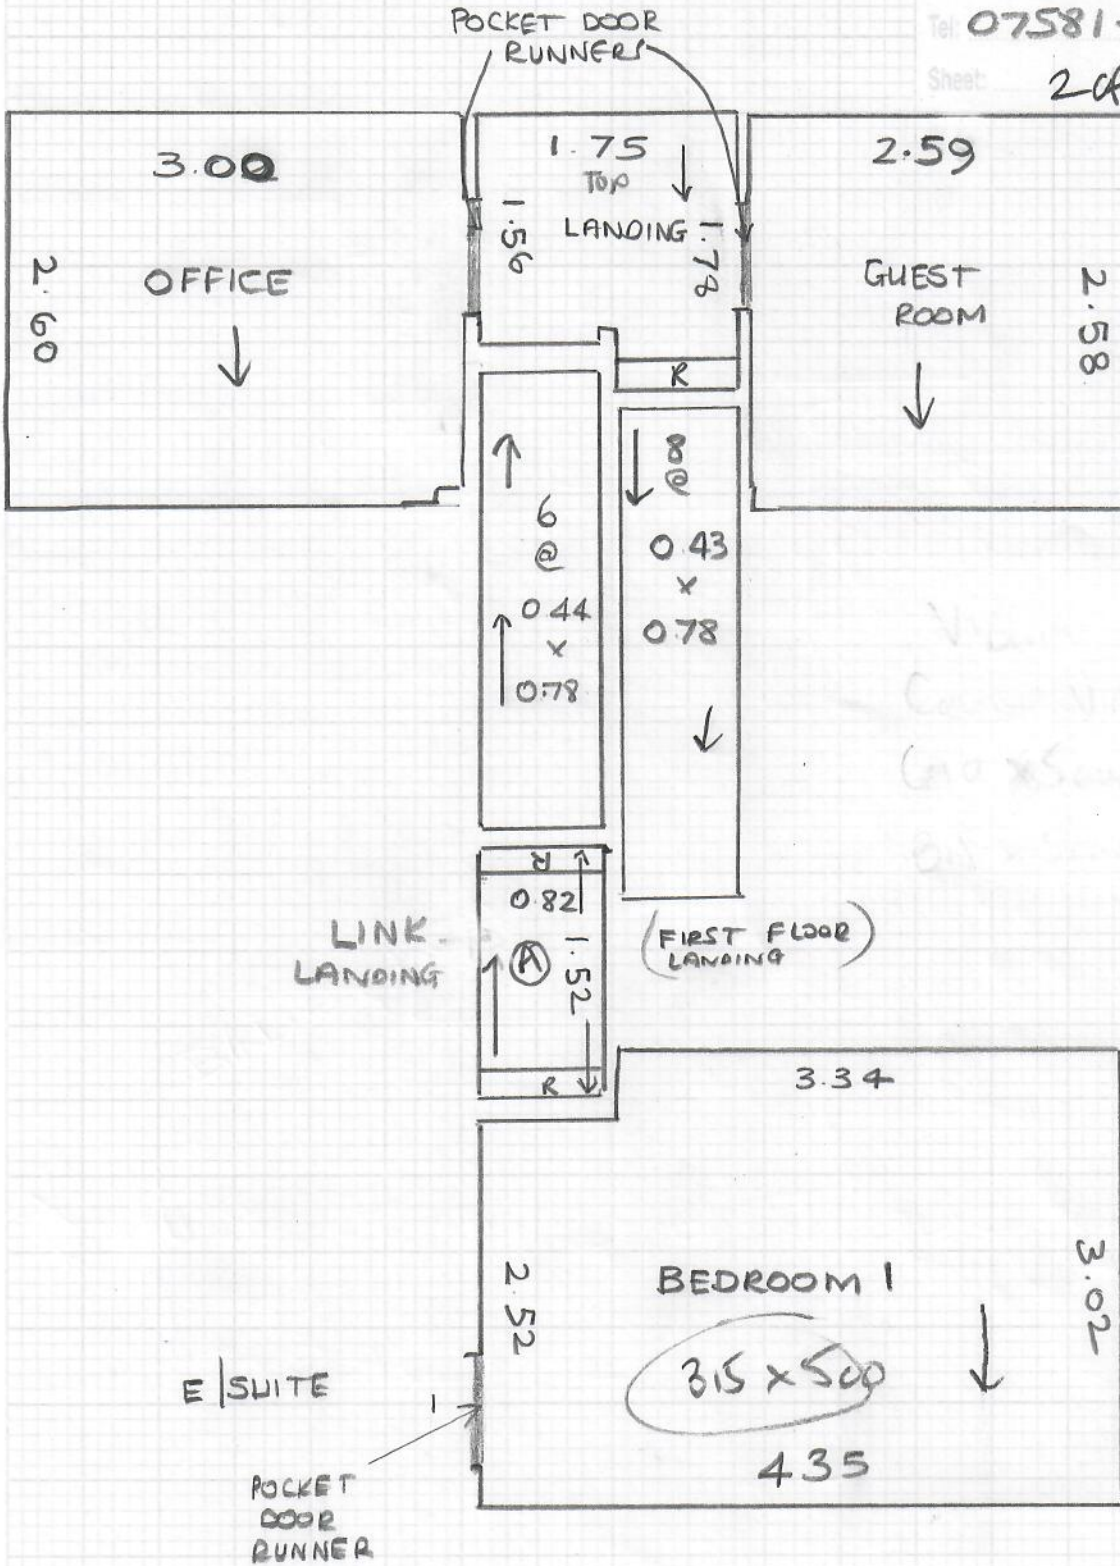 POCKET DOOR
RUNNERS
Tel: 07581
Sheet: 2
3.00
2.60
OFFICE
1.75
TOP
LANDING
1.56
1.78
2.59
GUEST
ROOM
2.58
R
6
@
0.44
x
0.78
8
@
0.43
x
0.78
R
0.82
A
1.52
R
LINK
LANDING
(FIRST FLOOR
LANDING)
3.34
2.52
BEDROOM 1
3.02
315 x 500
435
E/SUITE
POCKET
DOOR
RUNNER